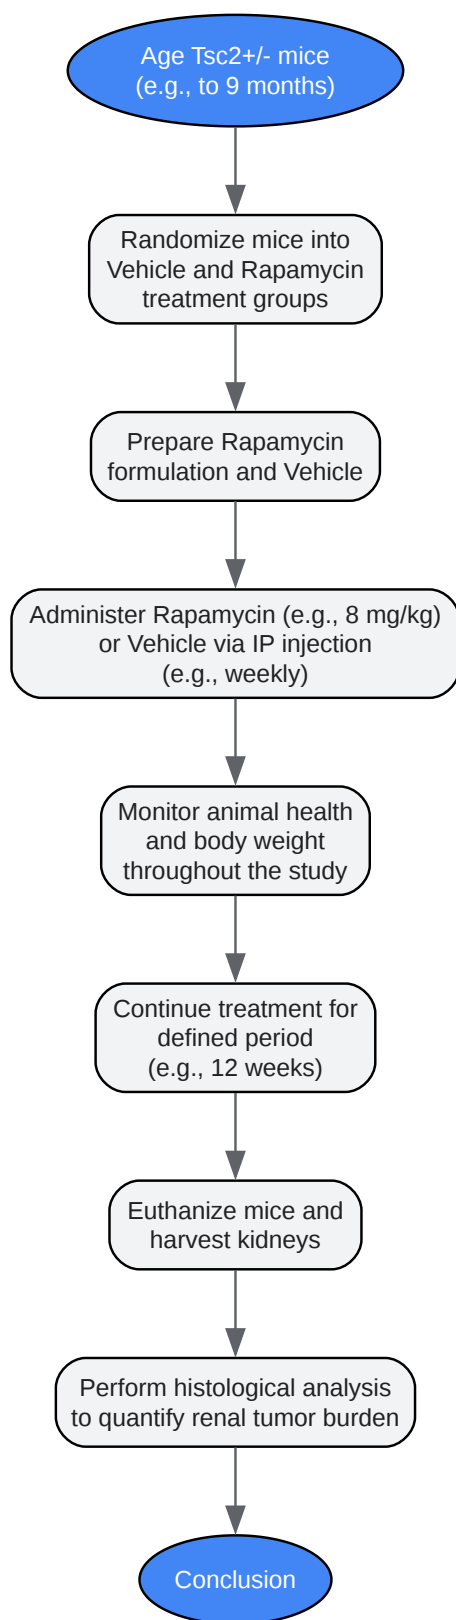 Age Tsc2+/- mice
(e.g., to 9 months)
Randomize mice into
Vehicle and Rapamycin
treatment groups
Prepare Rapamycin
formulation and Vehicle
Administer Rapamycin (e.g., 8 mg/kg)
or Vehicle via IP injection
(e.g., weekly)
Monitor animal health
and body weight
throughout the study
Continue treatment for
defined period
(e.g., 12 weeks)
Euthanize mice and
harvest kidneys
Perform histological analysis
to quantify renal tumor burden
Conclusion